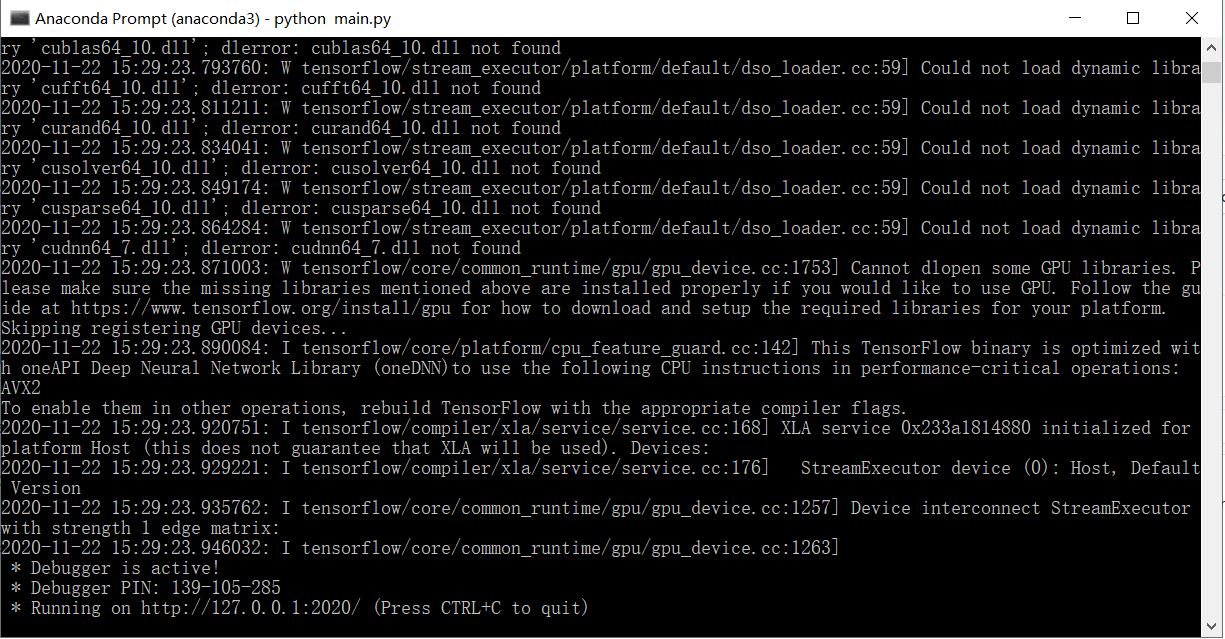 Anaconda Prompt (anaconda3) - python  main.py
ry 'cublas64_10.dll'; dlerror: cublas64_10.dll not found
2020-11-22 15:29:23.793760: W tensorflow/stream_executor/platform/default/dso_loader.cc:59] Could not load dynamic libra
ry 'cufft64_10.dll'; dlerror: cufft64_10.dll not found
2020-11-22 15:29:23.811211: W tensorflow/stream_executor/platform/default/dso_loader.cc:59] Could not load dynamic libra
ry 'curand64_10.dll'; dlerror: curand64_10.dll not found
2020-11-22 15:29:23.834041: W tensorflow/stream_executor/platform/default/dso_loader.cc:59] Could not load dynamic libra
ry 'cusolver64_10.dll'; dlerror: cusolver64_10.dll not found
2020-11-22 15:29:23.849174: W tensorflow/stream_executor/platform/default/dso_loader.cc:59] Could not load dynamic libra
ry 'cusparse64_10.dll'; dlerror: cusparse64_10.dll not found
2020-11-22 15:29:23.864284: W tensorflow/stream_executor/platform/default/dso_loader.cc:59] Could not load dynamic libra
ry 'cudnn64_7.dll'; dlerror: cudnn64_7.dll not found
2020-11-22 15:29:23.871003: W tensorflow/core/common_runtime/gpu/gpu_device.cc:1753] Cannot dlopen some GPU libraries. P
lease make sure the missing libraries mentioned above are installed properly if you would like to use GPU. Follow the gu
ide at https://www.tensorflow.org/install/gpu for how to download and setup the required libraries for your platform.
Skipping registering GPU devices...
2020-11-22 15:29:23.890084: I tensorflow/core/platform/cpu_feature_guard.cc:142] This TensorFlow binary is optimized wit
h oneAPI Deep Neural Network Library (oneDNN)to use the following CPU instructions in performance-critical operations:
AVX2
To enable them in other operations, rebuild TensorFlow with the appropriate compiler flags.
2020-11-22 15:29:23.920751: I tensorflow/compiler/xla/service/service.cc:168] XLA service 0x233a1814880 initialized for
platform Host (this does not guarantee that XLA will be used). Devices:
2020-11-22 15:29:23.929221: I tensorflow/compiler/xla/service/service.cc:176]   StreamExecutor device (0): Host, Default
 Version
2020-11-22 15:29:23.935762: I tensorflow/core/common_runtime/gpu/gpu_device.cc:1257] Device interconnect StreamExecutor
with strength 1 edge matrix:
2020-11-22 15:29:23.946032: I tensorflow/core/common_runtime/gpu/gpu_device.cc:1263]
 * Debugger is active!
 * Debugger PIN: 139-105-285
 * Running on http://127.0.0.1:2020/ (Press CTRL+C to quit)